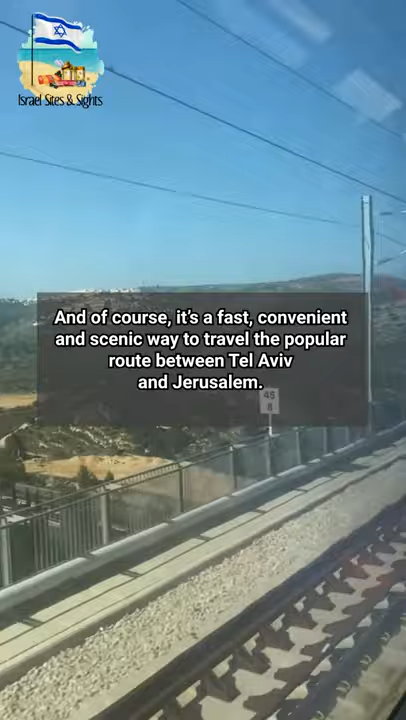 Israel Sites & Sights
And of course, it's a fast, convenient
and scenic way to travel the popular
route between Tel Aviv
and Jerusalem.
45
8